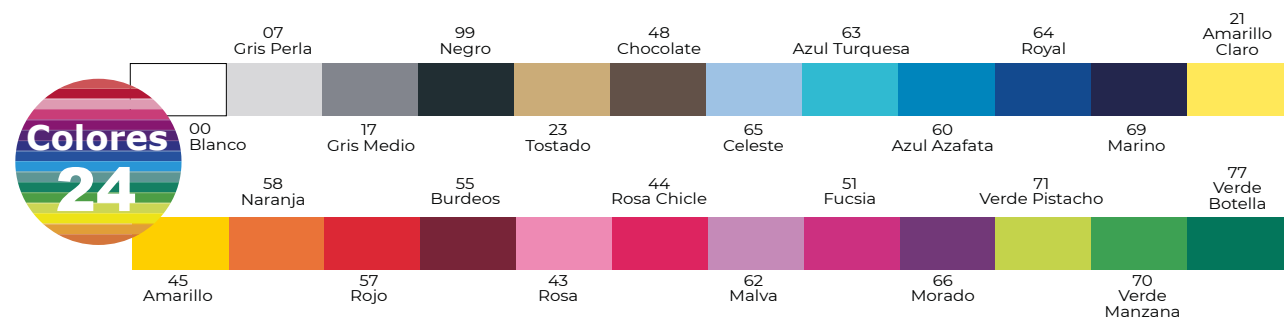 07
Gris Perla
99
Negro
48
Chocolate
63
Azul Turquesa
64
Royal
21
Amarillo
Claro
00
Blanco
17
Gris Medio
23
Tostado
65
Celeste
60
Azul Azafata
69
Marino
Colores
24
58
Naranja
55
Burdeos
44
Rosa Chicle
51
Fucsia
71
Verde Pistacho
77
Verde
Botella
45
Amarillo
57
Rojo
43
Rosa
62
Malva
66
Morado
70
Verde
Manzana